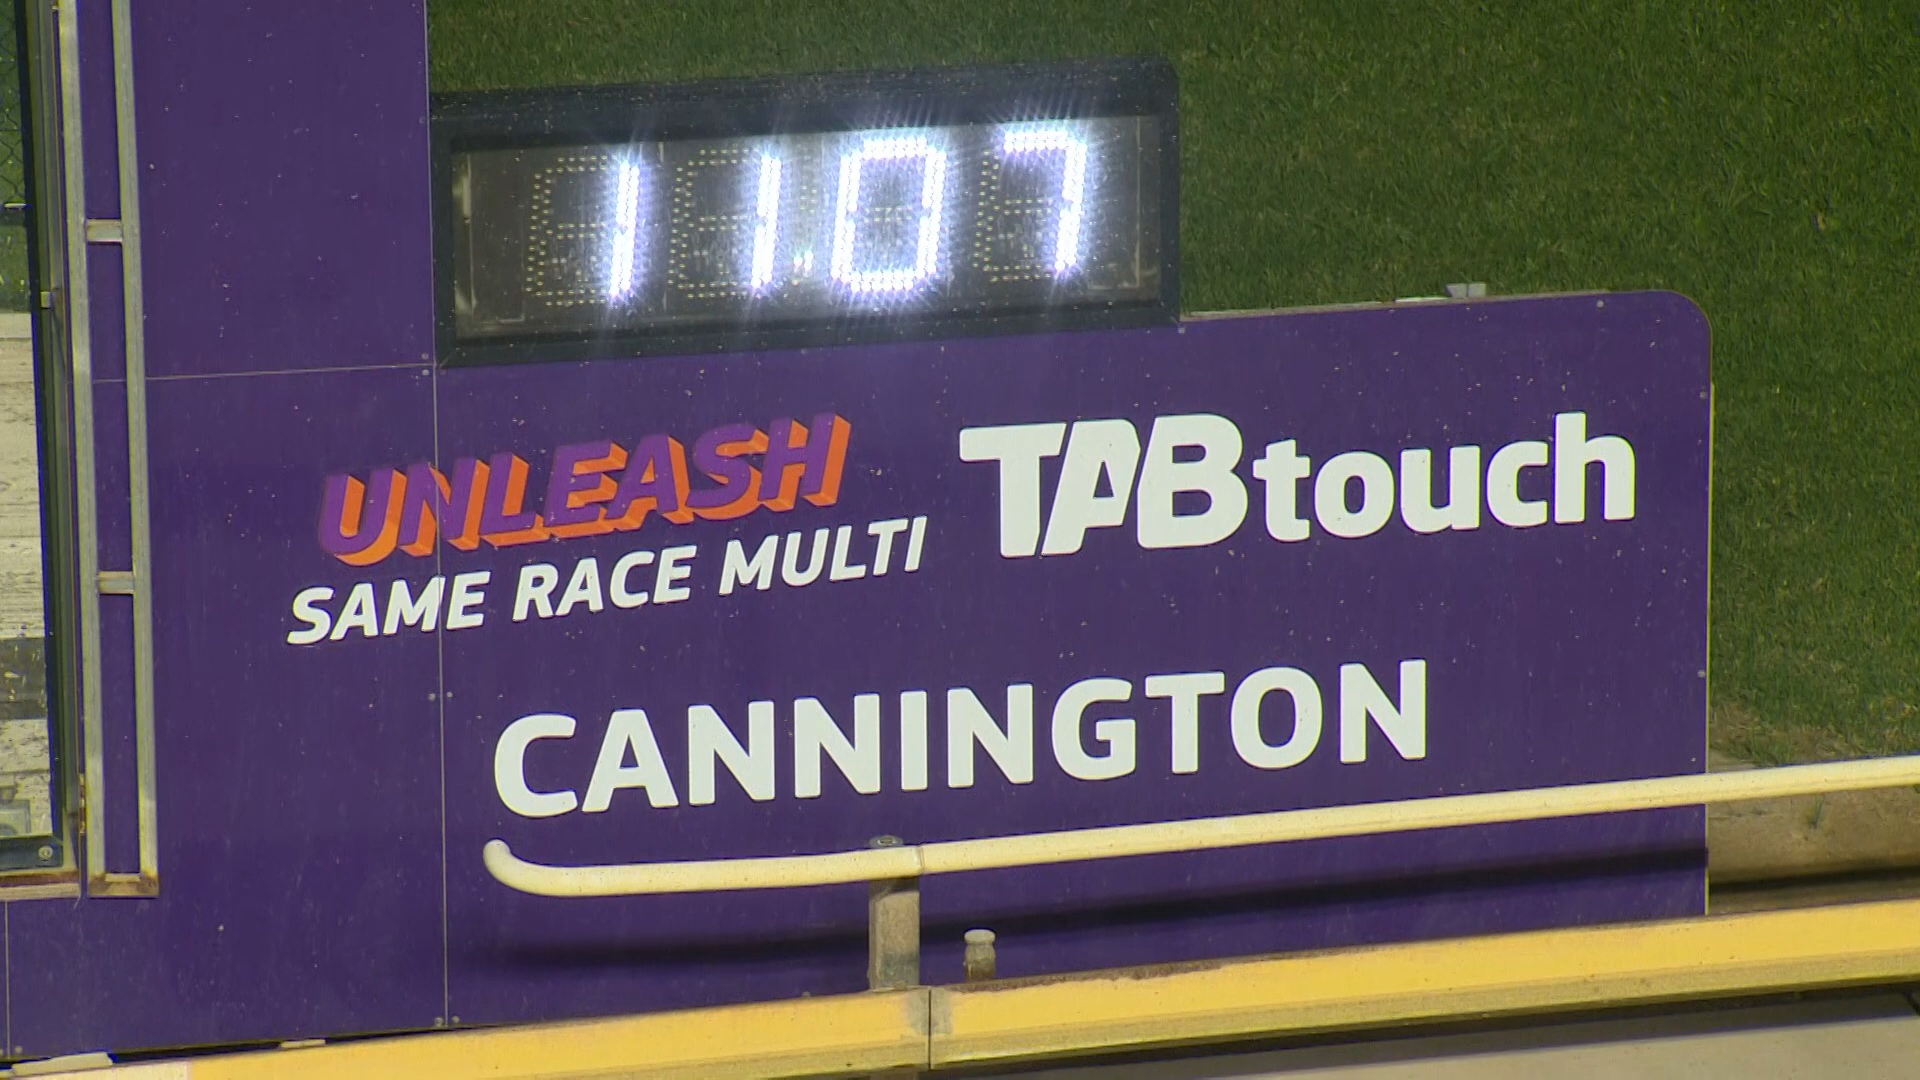 11.07
UNLEASH
SAME RACE MULTI
TABtouch
CANNINGTON